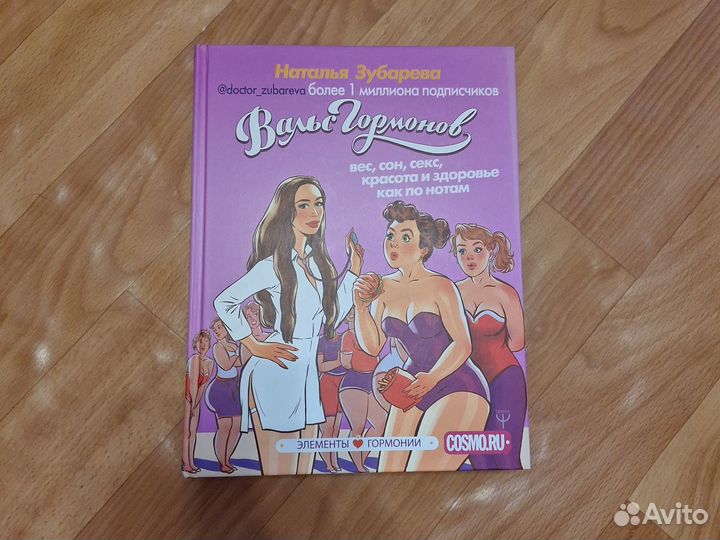 Наталья Зубарева
@doctor_zubareva более 1 миллиона подписчиков
Вальс Гормонов
вес, сон, секс,
красота и здоровье
как по нотам
ЭЛЕМЕНТЫ ГОРМОНИИ
COSMO.RU
Avito